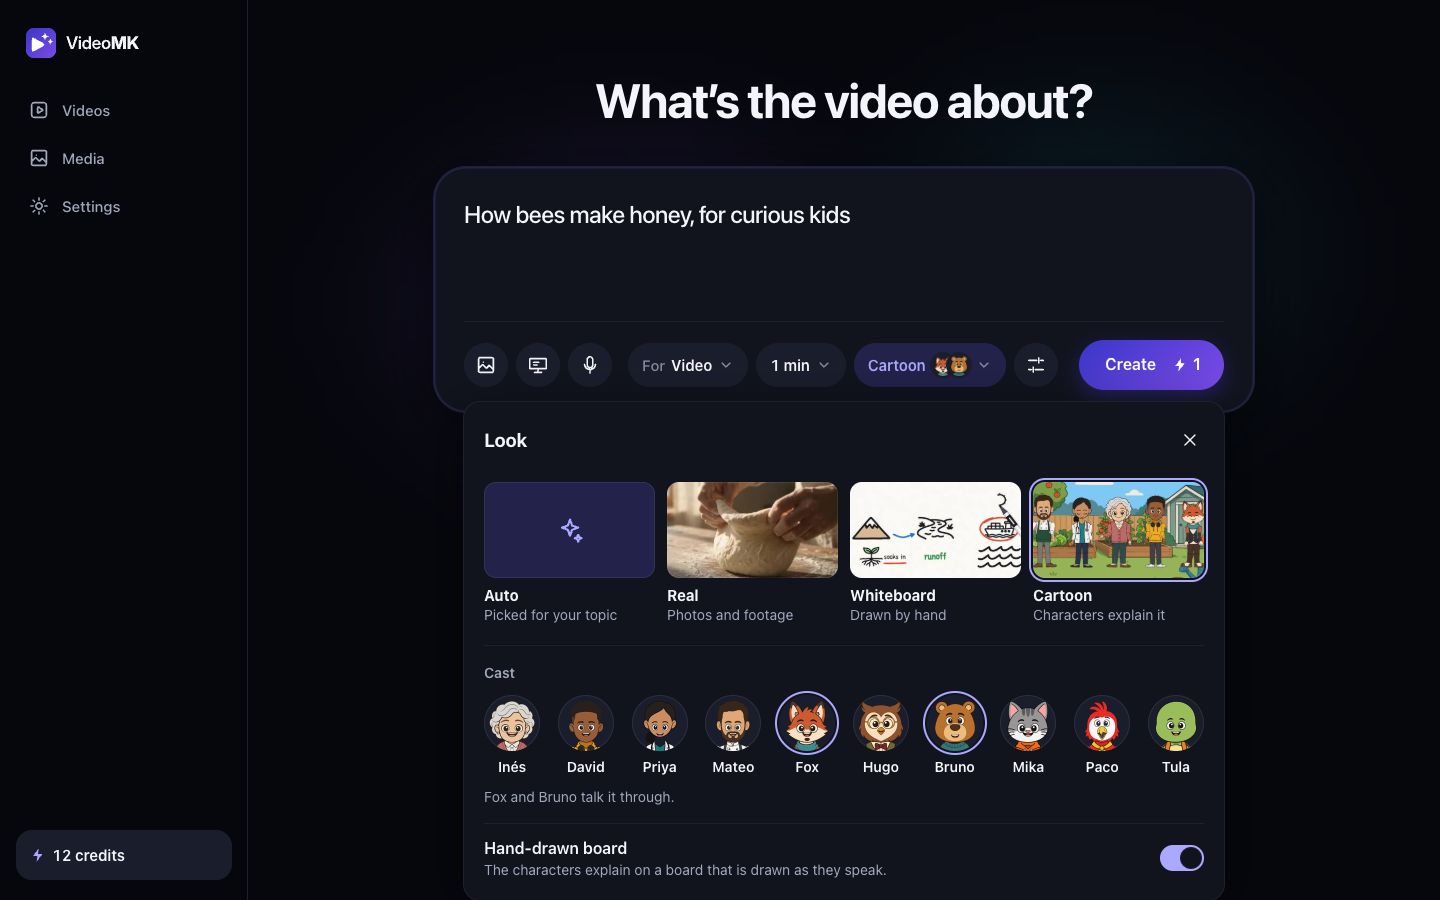 VideoMK
Videos
Media
Settings
12 credits
What's the video about?
How bees make honey, for curious kids
For Video
1 min
Cartoon
Create 1
Look
soaks in
runoff
Auto
Picked for your topic
Real
Photos and footage
Whiteboard
Drawn by hand
Cartoon
Characters explain it
Cast
Inés
David
Priya
Mateo
Fox
Hugo
Bruno
Mika
Paco
Tula
Fox and Bruno talk it through.
Hand-drawn board
The characters explain on a board that is drawn as they speak.